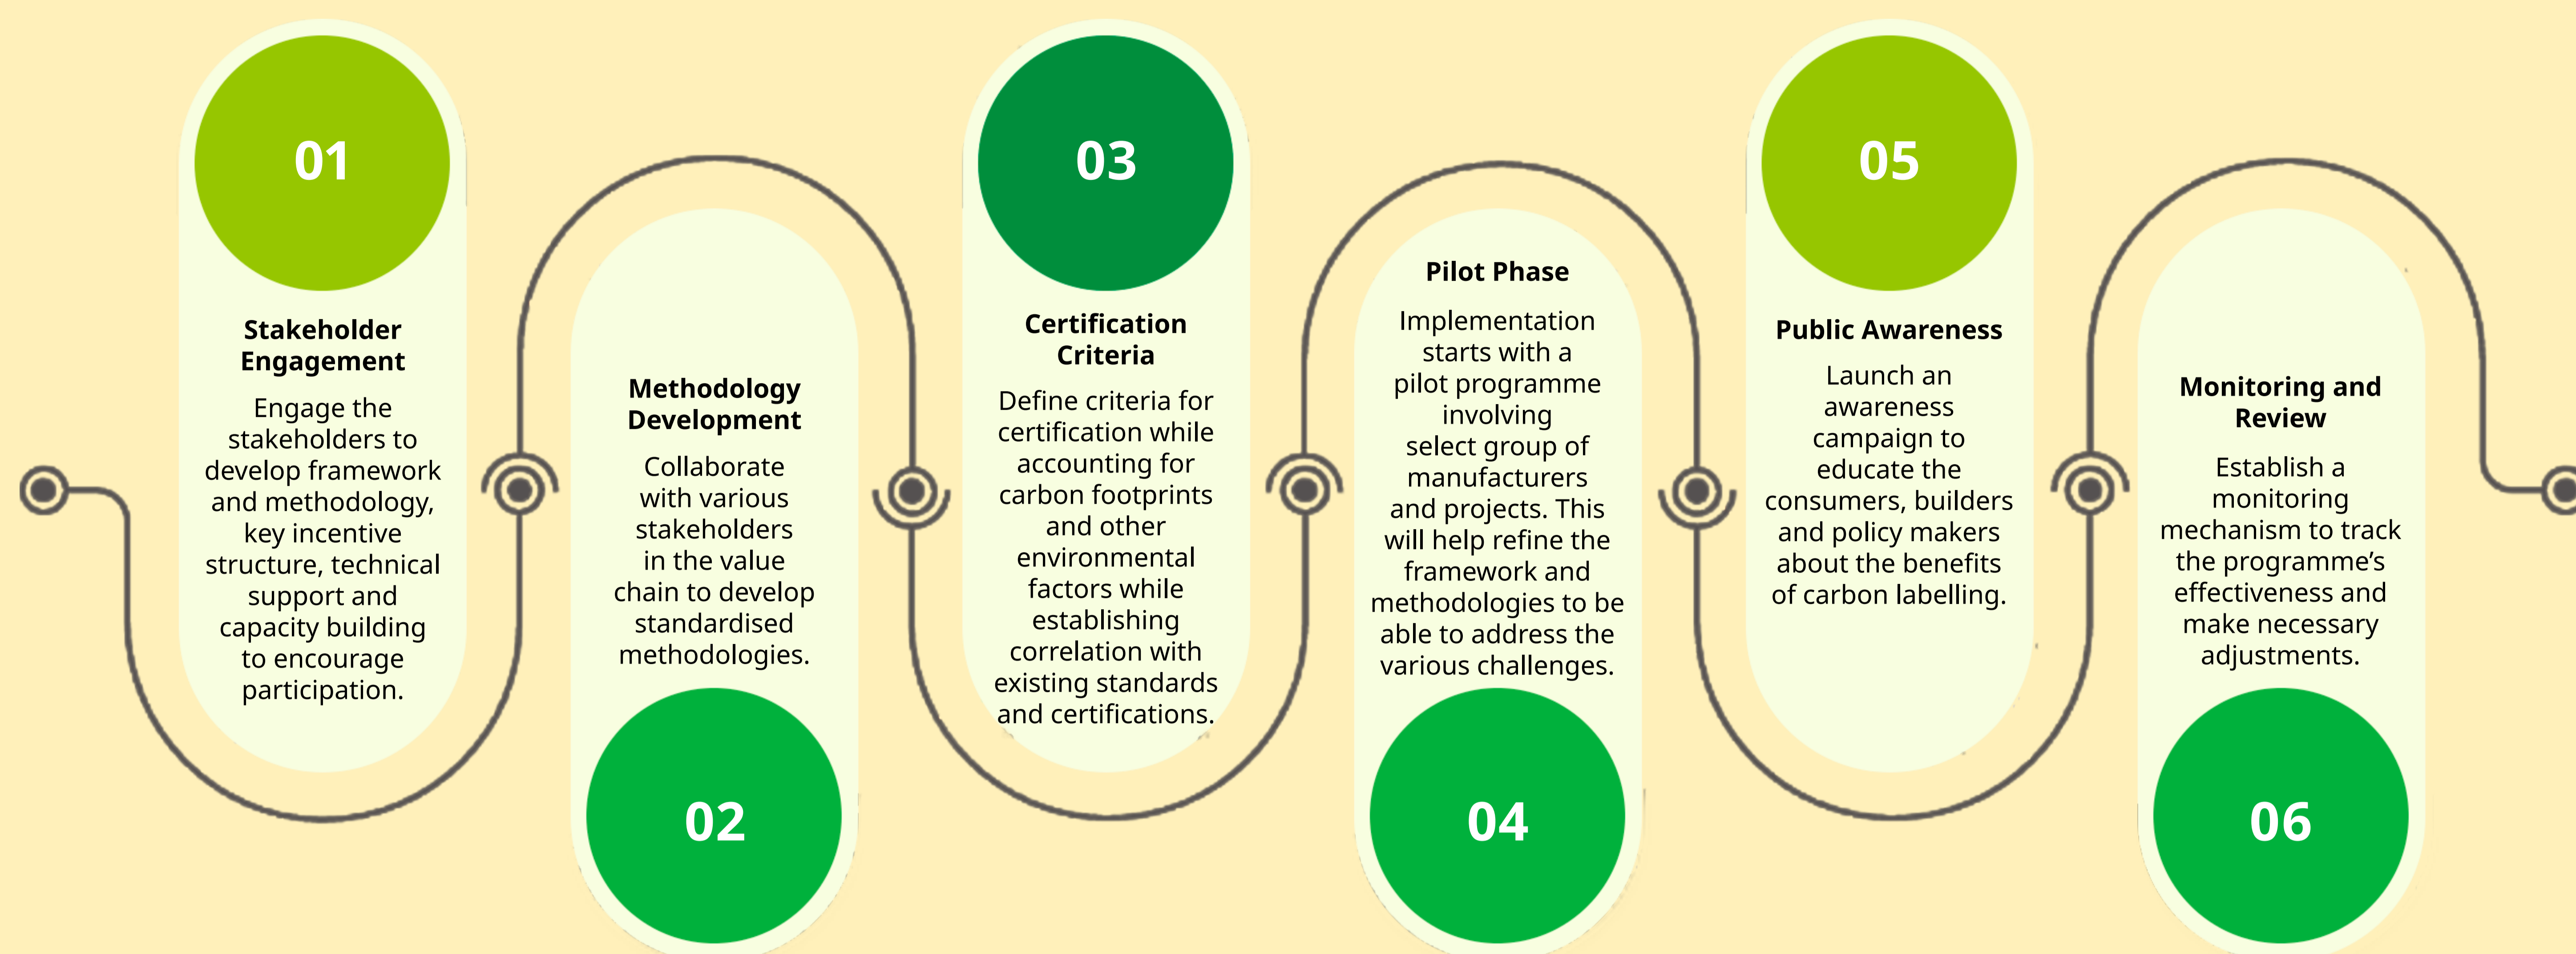 01
Stakeholder
Engagement
Engage the
stakeholders to
develop framework
and methodology,
key incentive
structure, technical
support and
capacity building
to encourage
participation.
Methodology
Development
Collaborate
with various
stakeholders
in the value
chain to develop
standardised
methodologies.
02
03
Certification
Criteria
Define criteria for
certification while
accounting for
carbon footprints
and other
environmental
factors while
establishing
correlation with
existing standards
and certifications.
Pilot Phase
Implementation
starts with a
pilot programme
involving
select group of
manufacturers
and projects. This
will help refine the
framework and
methodologies to be
able to address the
various challenges.
04
05
Public Awareness
Launch an
awareness
campaign to
educate the
consumers, builders
and policy makers
about the benefits
of carbon labelling.
Monitoring and
Review
Establish a
monitoring
mechanism to track
the programme’s
effectiveness and
make necessary
adjustments.
06